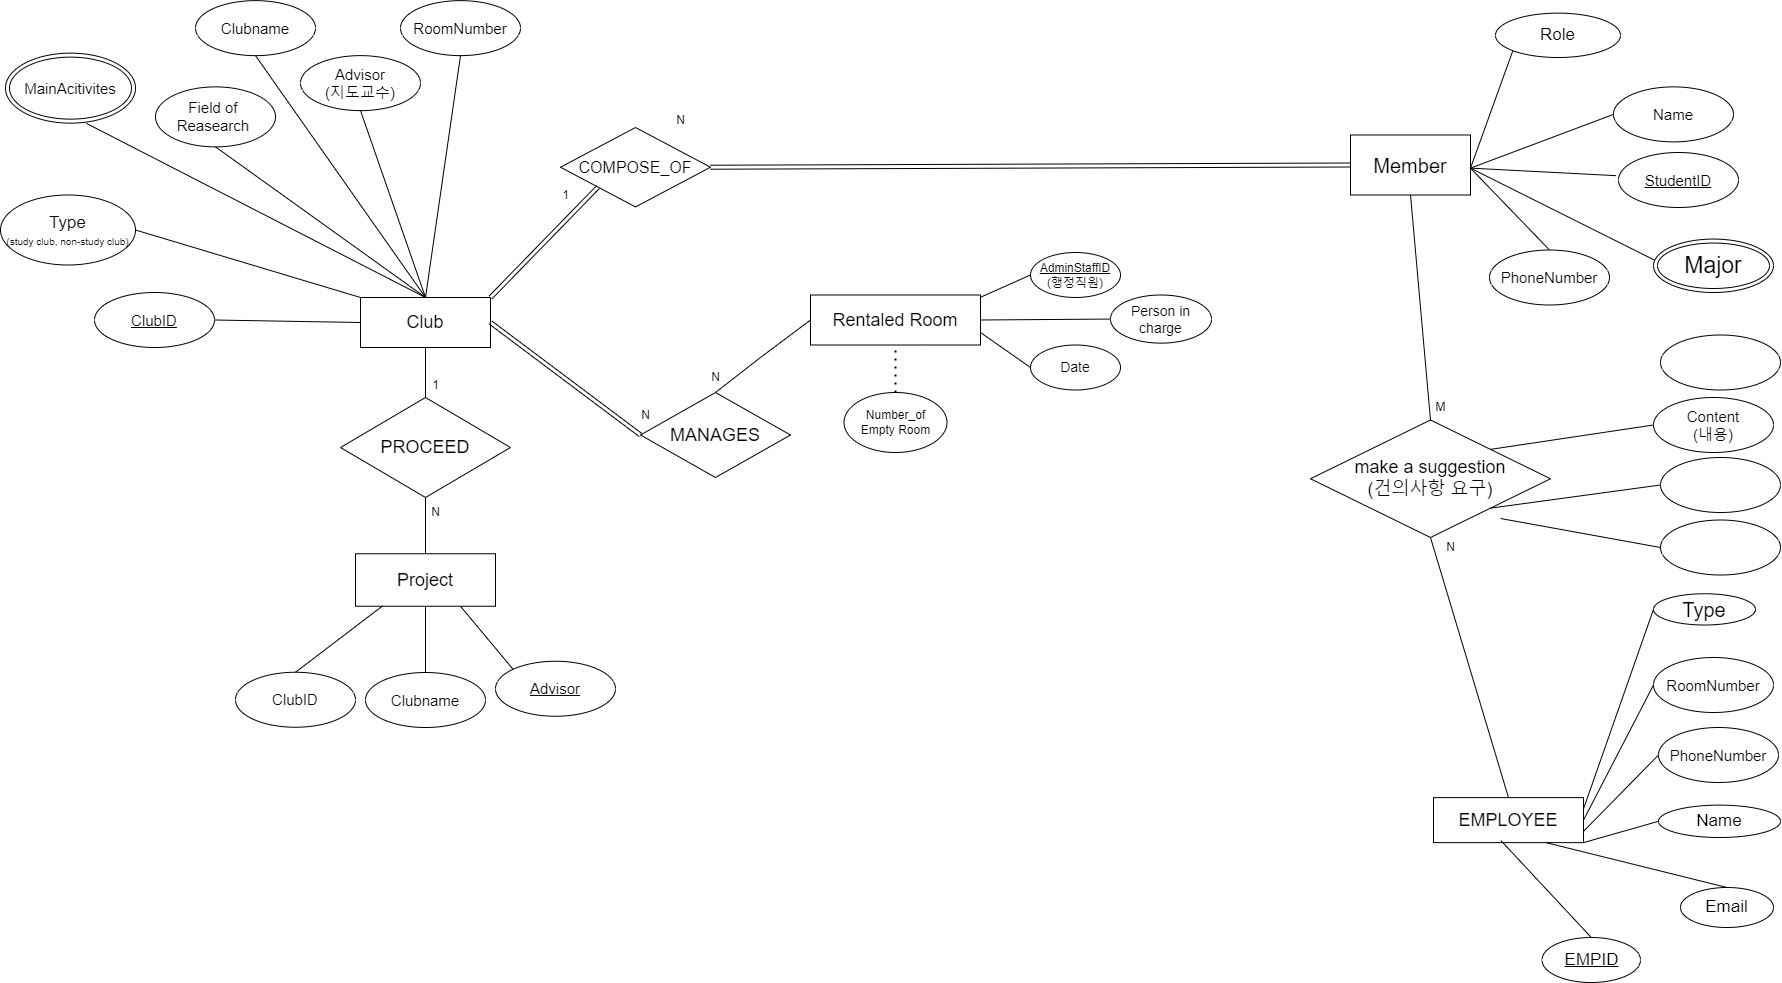 Clubname
RoomNumber
Role
MainAcitivites
Advisor
(지도교수)
Field of
Reasearch
N
Name
COMPOSE_OF
Member
StudentID
1
Type
(study club, non-study club)
Major
PhoneNumber
AdminStaffID
(행정직원)
ClubID
Club
Rentaled Room
Person in
charge
Date
1
N
N
Number_of
Empty Room
M
Content
(내용)
PROCEED
MANAGES
make a suggestion
(건의사항 요구)
N
N
Project
Type
ClubID
Clubname
Advisor
RoomNumber
PhoneNumber
EMPLOYEE
Name
Email
EMPID